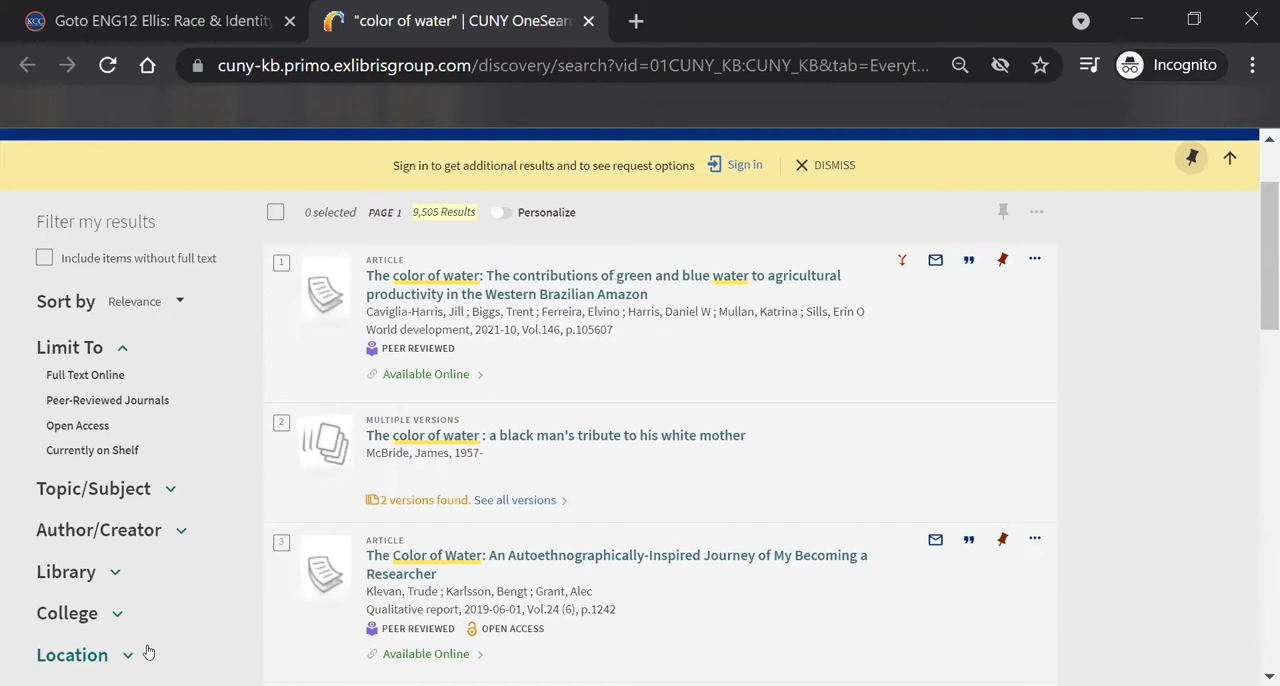 KCC
Goto ENG12 Ellis: Race & Identity
"color of water" | CUNY OneSearc
cuny-kb.primo.exlibrisgroup.com/discovery/search?vid=01CUNY_KB:CUNY_KB&tab=Everyt...
Incognito
Sign in to get additional results and to see request options
Sign in
DISMISS
Filter my results
Include items without full text
Sort by Relevance
Limit To
Full Text Online
Peer-Reviewed Journals
Open Access
Currently on Shelf
Topic/Subject
Author/Creator
Library
College
Location
0 selected PAGE 1 9,505 Results Personalize
1
ARTICLE
The color of water: The contributions of green and blue water to agricultural
productivity in the Western Brazilian Amazon
Caviglia-Harris, Jill ; Biggs, Trent ; Ferreira, Elvino ; Harris, Daniel W ; Mullan, Katrina ; Sills, Erin O
World development, 2021-10, Vol.146, p.105607
PEER REVIEWED
Available Online
2
MULTIPLE VERSIONS
The color of water : a black man's tribute to his white mother
McBride, James, 1957-
2 versions found. See all versions
3
ARTICLE
The Color of Water: An Autoethnographically-Inspired Journey of My Becoming a
Researcher
Klevan, Trude ; Karlsson, Bengt ; Grant, Alec
Qualitative report, 2019-06-01, Vol.24 (6), p.1242
PEER REVIEWED OPEN ACCESS
Available Online